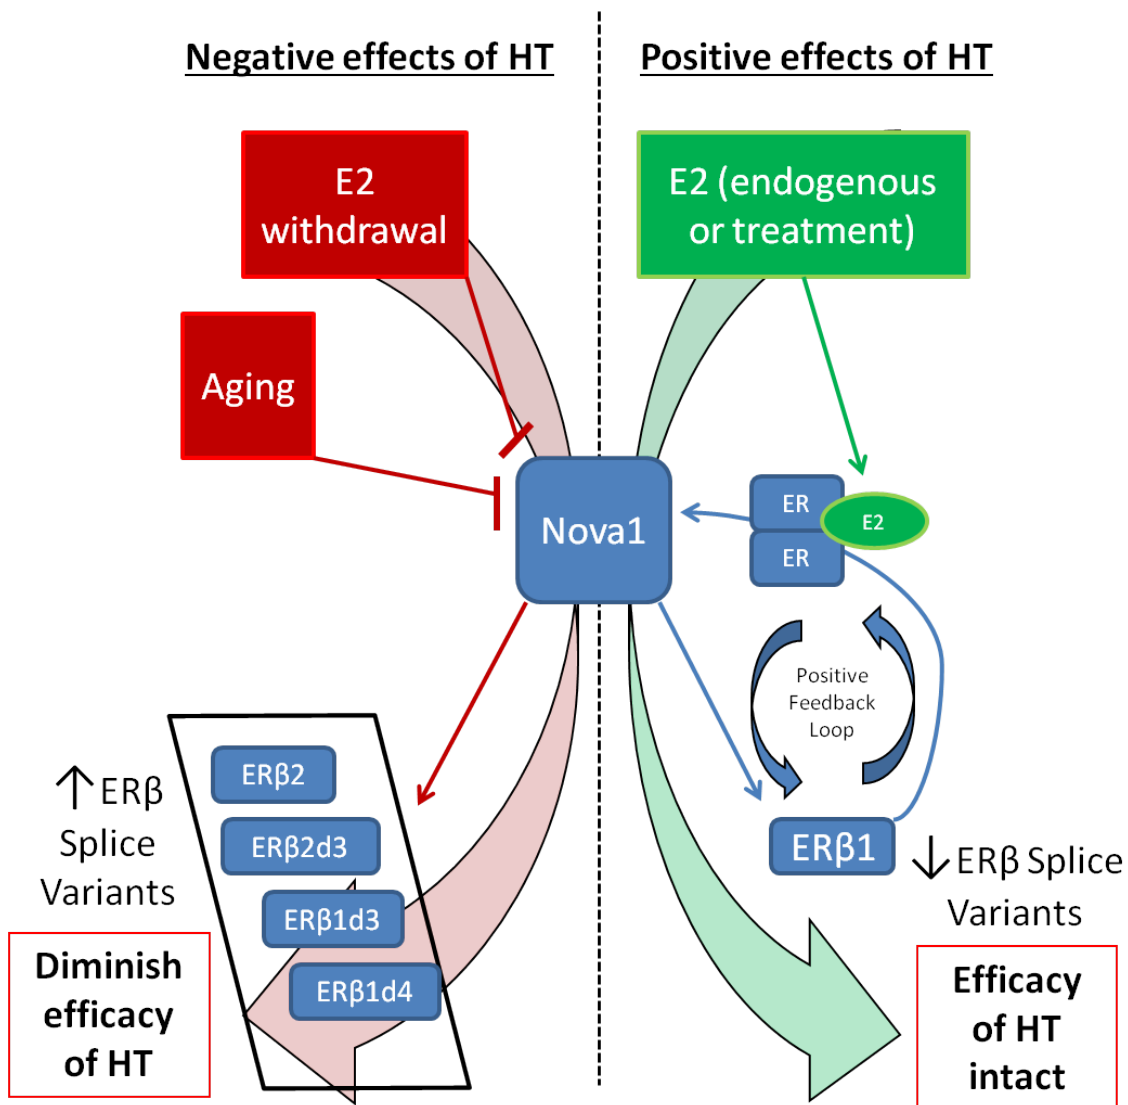 Negative effects of HT
Positive effects of HT
E2
withdrawal
E2 (endogenous
or treatment)
Aging
Nova1
ER
E2
ER
Positive
Feedback
Loop
↑ ERβ
Splice
Variants
ERβ2
ERβ2d3
ERβ1d3
ERβ1d4
ERβ1
↓ ERβ Splice
Variants
Diminish
efficacy
of HT
Efficacy
of HT
intact